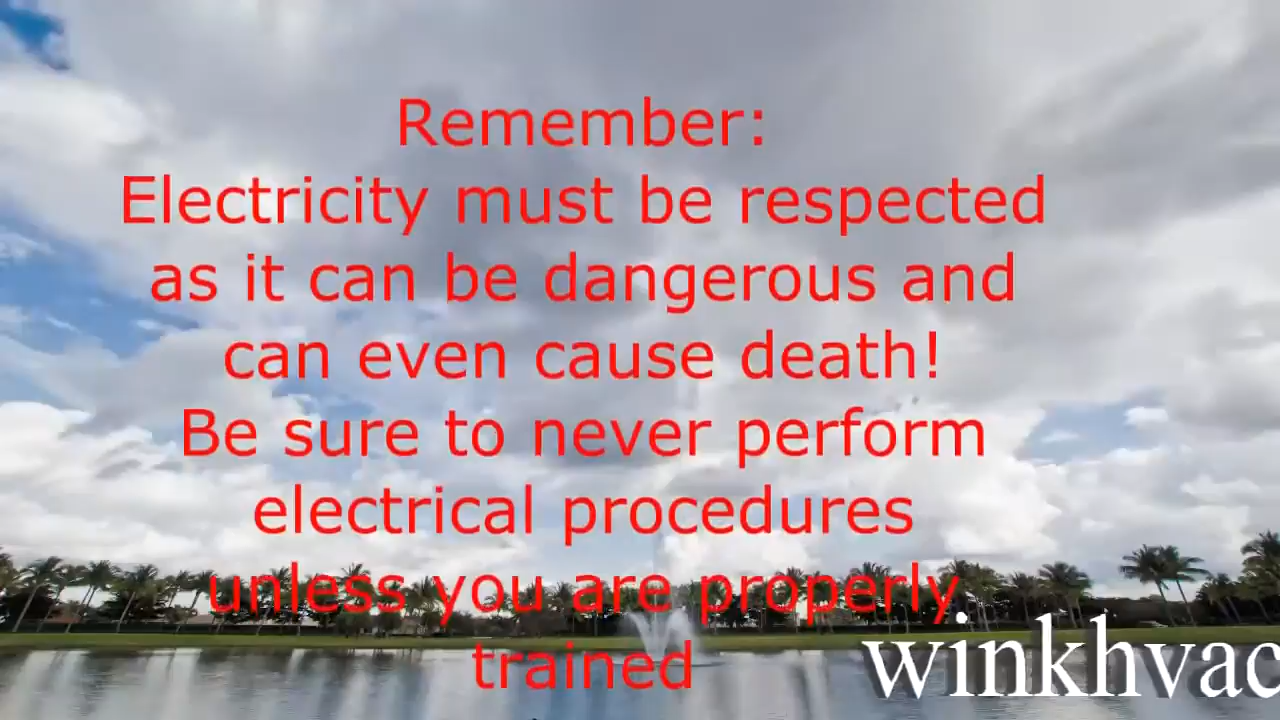 Remember:
Electricity must be respected
as it can be dangerous and
can even cause death!
Be sure to never perform
electrical procedures
unless you are properly
trained
winkhvac